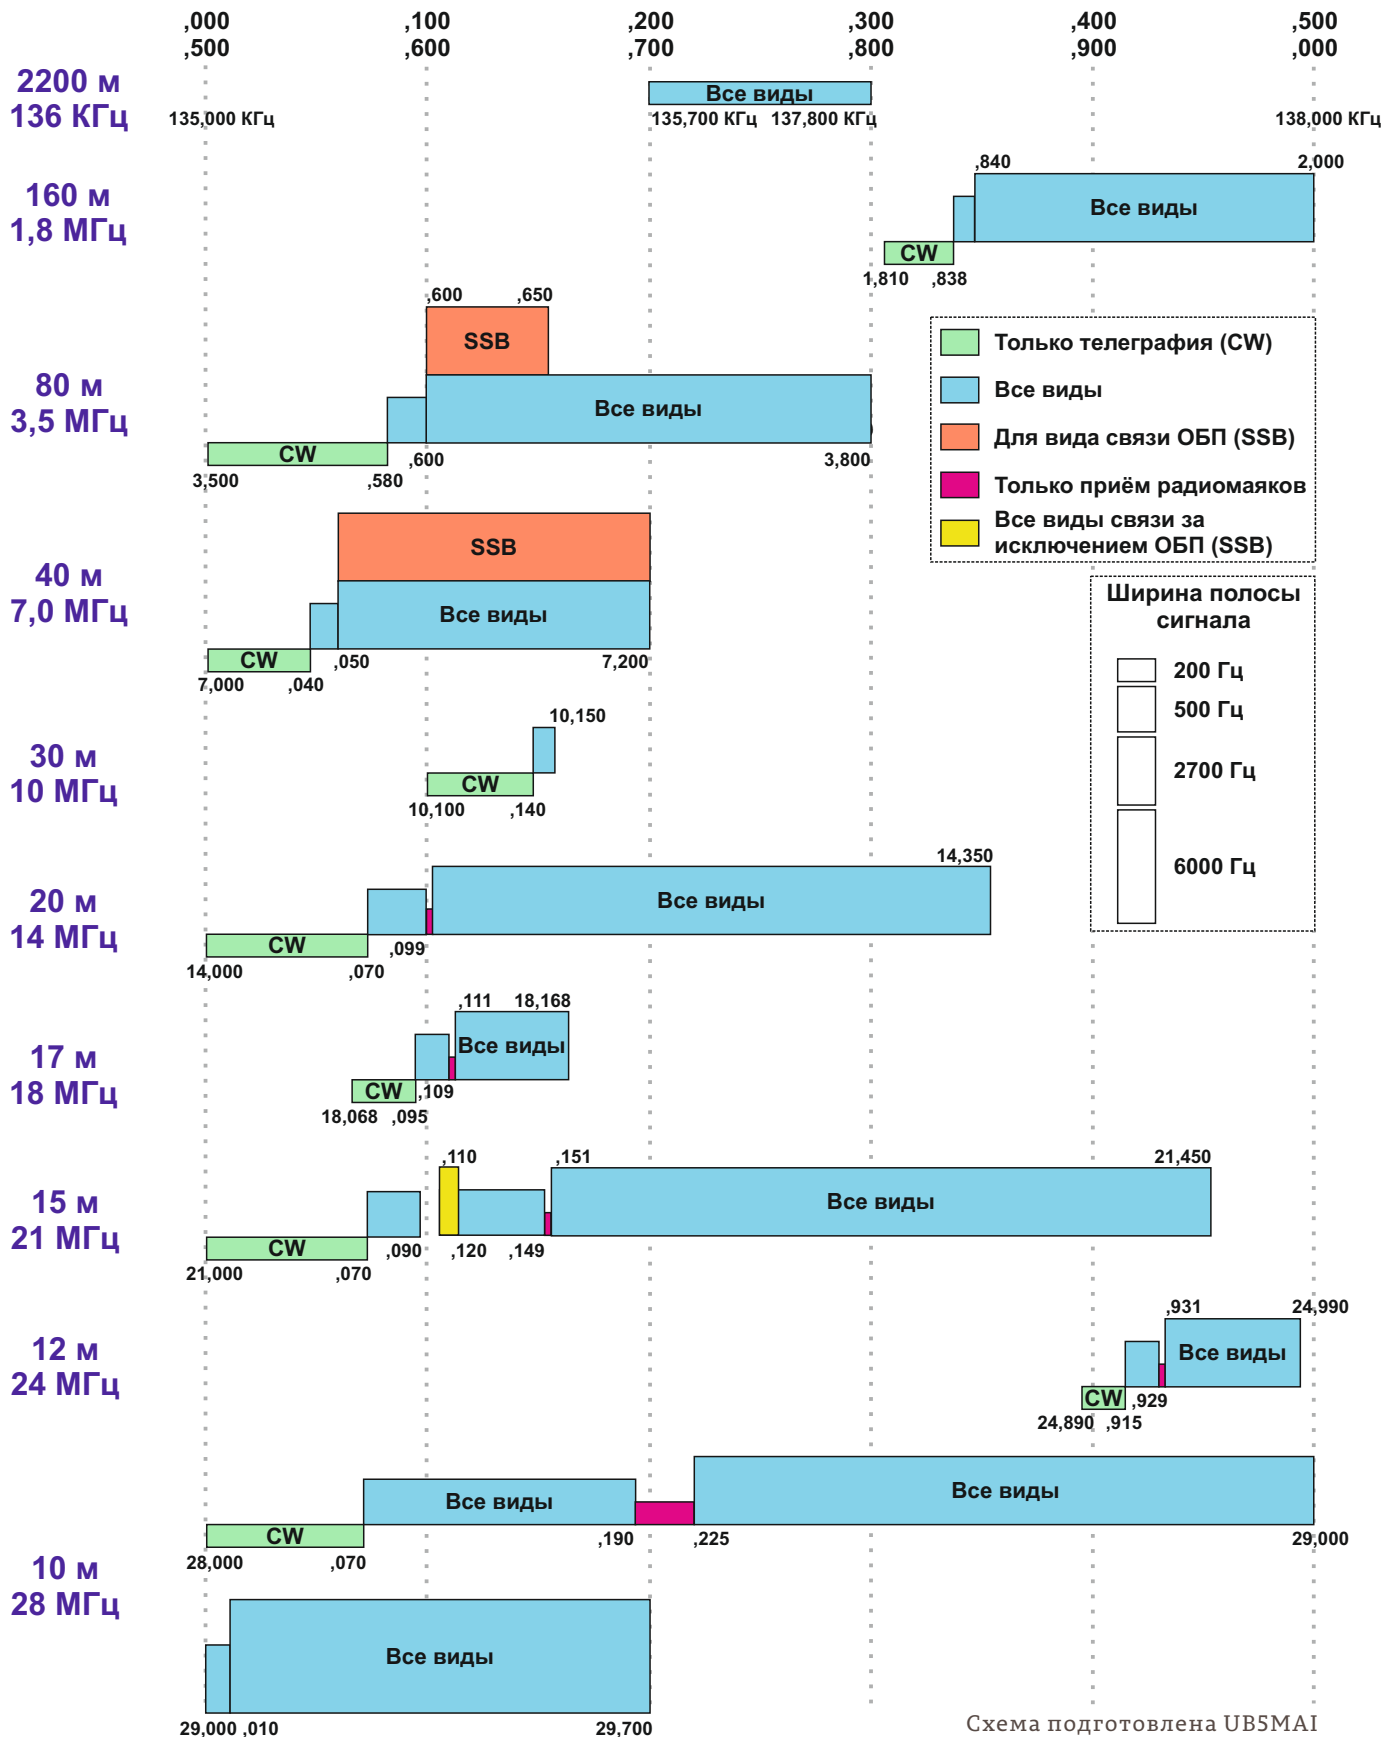 ,000 ,100 ,200 ,300 ,400 ,500
,500 ,600 ,700 ,800 ,900 ,000
2200 м
136 КГц
Все виды
135,000 КГц 135,700 КГц 137,800 КГц 138,000 КГц
160 м
1,8 МГц
,840 2,000
Все виды
CW
1,810 ,838
80 м
3,5 МГц
,600 ,650
SSB
Все виды
CW
,600 3,800
3,500 ,580
Только телеграфия (CW)
Все виды
Для вида связи ОБП (SSB)
Только приём радиомаяков
Все виды связи за
исключением ОБП (SSB)
40 м
7,0 МГц
SSB
Все виды
CW
,050 7,200
7,000 ,040
Ширина полосы
сигнала
200 Гц
500 Гц
2700 Гц
6000 Гц
30 м
10 МГц
10,150
CW
10,100 ,140
20 м
14 МГц
14,350
Все виды
CW
,099
14,000 ,070
17 м
18 МГц
,111 18,168
Все виды
CW
,109
18,068 ,095
15 м
21 МГц
,110 ,151 21,450
Все виды
CW
,090 ,120 ,149
21,000 ,070
12 м
24 МГц
,931 24,990
Все виды
CW
,929
24,890 ,915
10 м
28 МГц
Все виды
Все виды
CW
,190 ,225 29,000
28,000 ,070
Все виды
29,000 ,010 29,700
Схема подготовлена UB5MAI